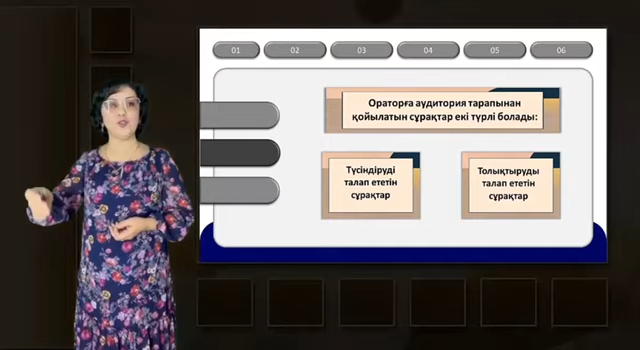 01 02 03 04 05 06
Ораторға аудитория тарапынан
қойылатын сұрақтар екі түрлі болады:
Түсіндіруді
талап ететін
сұрақтар
Толықтыруды
талап ететін
сұрақтар